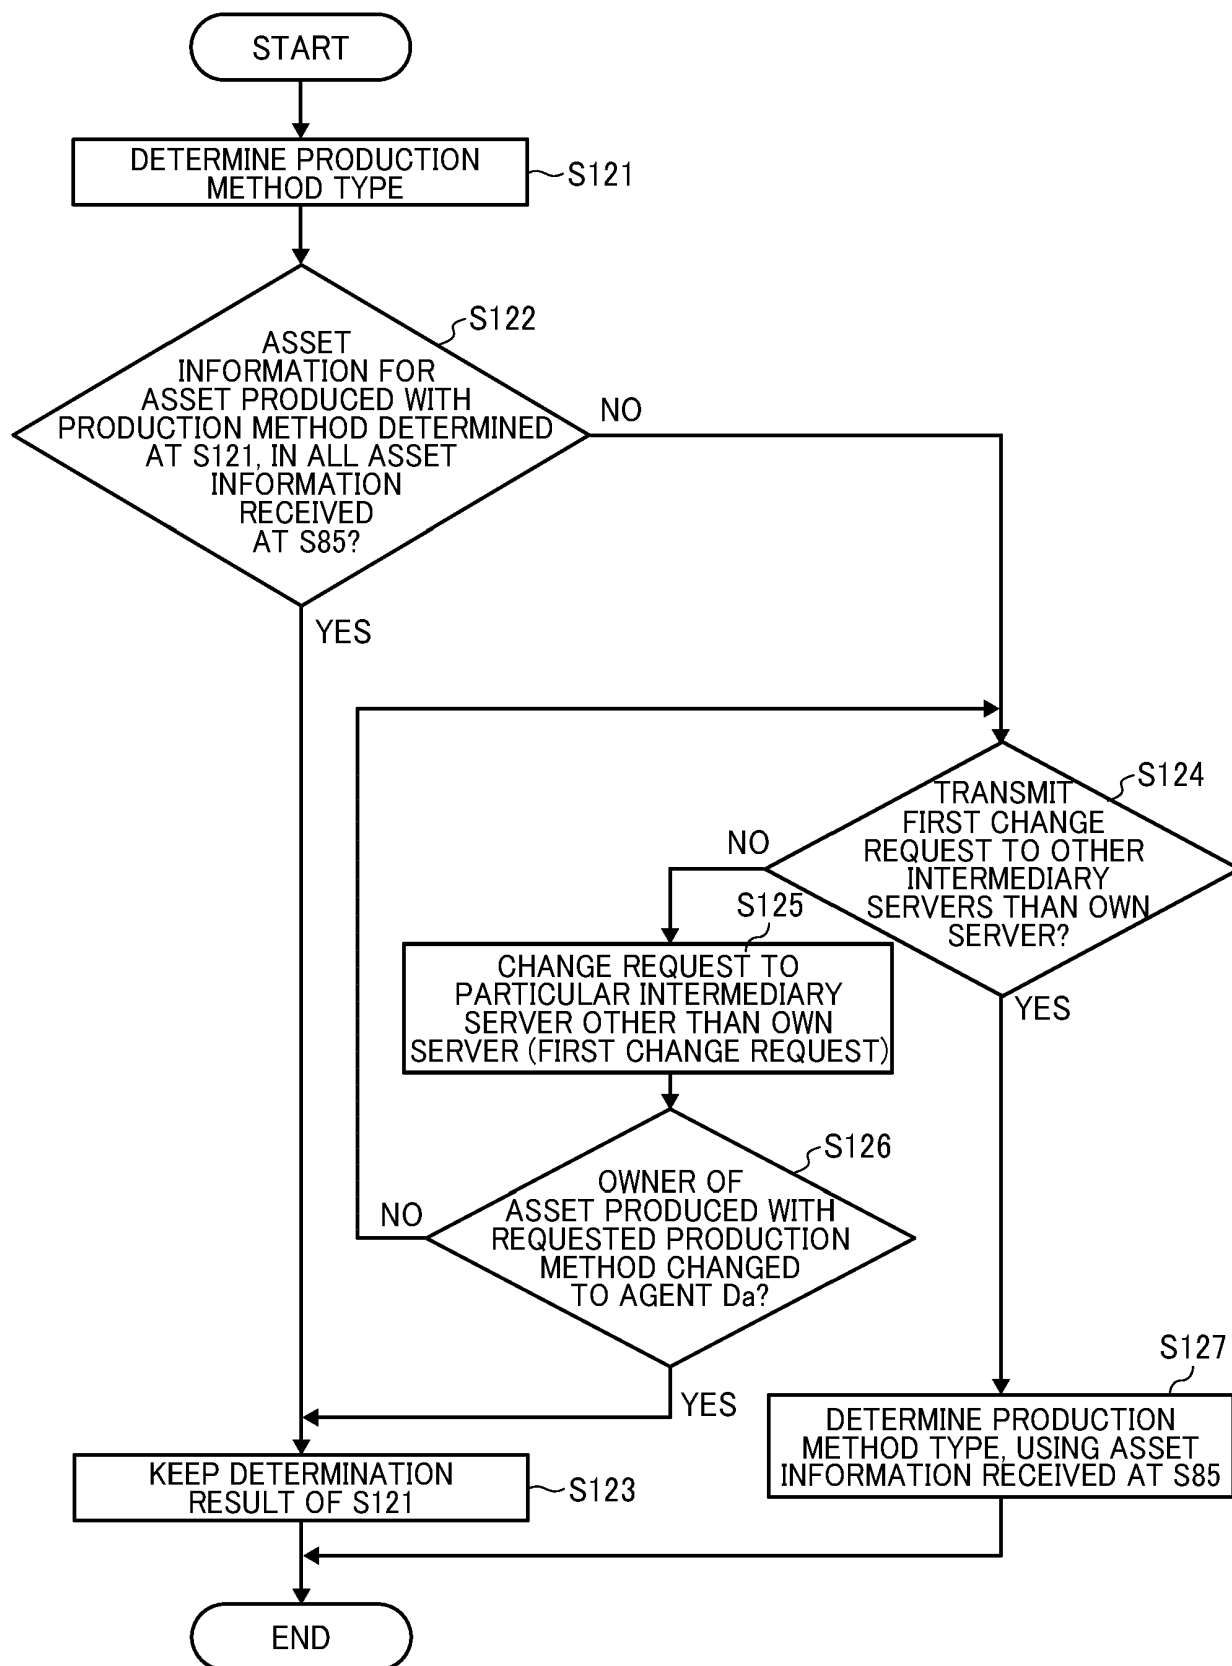 START
DETERMINE PRODUCTION
METHOD TYPE
S121
S122
ASSET
INFORMATION FOR
ASSET PRODUCED WITH
PRODUCTION METHOD DETERMINED
AT S121, IN ALL ASSET
INFORMATION
RECEIVED
AT S85?
NO
YES
S124
TRANSMIT
FIRST CHANGE
REQUEST TO OTHER
INTERMEDIARY
SERVERS THAN OWN
SERVER?
NO
YES
S125
CHANGE REQUEST TO
PARTICULAR INTERMEDIARY
SERVER OTHER THAN OWN
SERVER (FIRST CHANGE REQUEST)
S126
OWNER OF
ASSET PRODUCED WITH
REQUESTED PRODUCTION
METHOD CHANGED
TO AGENT Da?
NO
YES
S127
DETERMINE PRODUCTION
METHOD TYPE, USING ASSET
INFORMATION RECEIVED AT S85
KEEP DETERMINATION
RESULT OF S121
S123
END